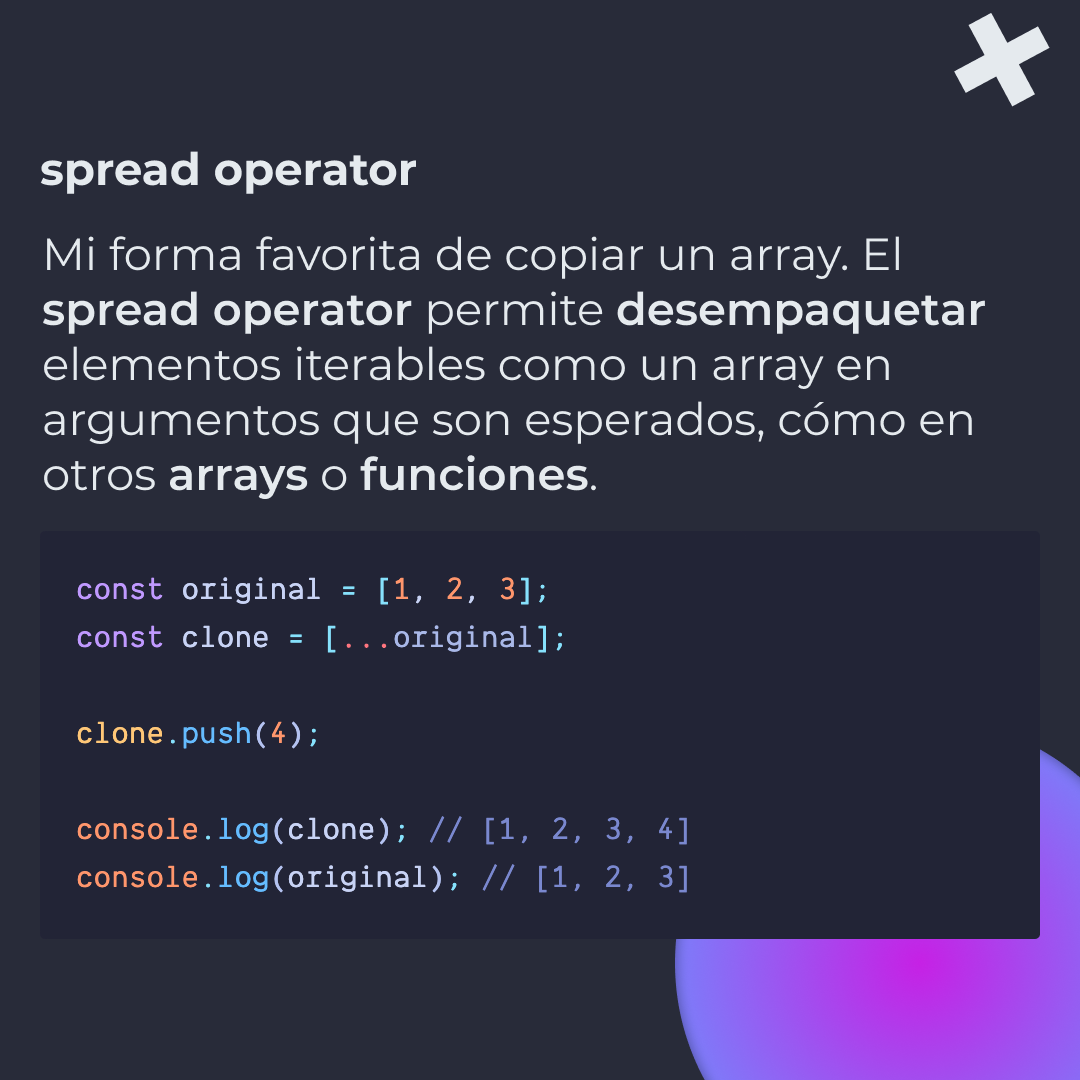 spread operator
Mi forma favorita de copiar un array. El
spread operator permite desempaquetar
elementos iterables como un array en
argumentos que son esperados, cómo en
otros arrays o funciones.
const original = [1, 2, 3];
const clone = [...original];
clone.push(4);
console.log(clone); // [1, 2, 3, 4]
console.log(original); // [1, 2, 3]